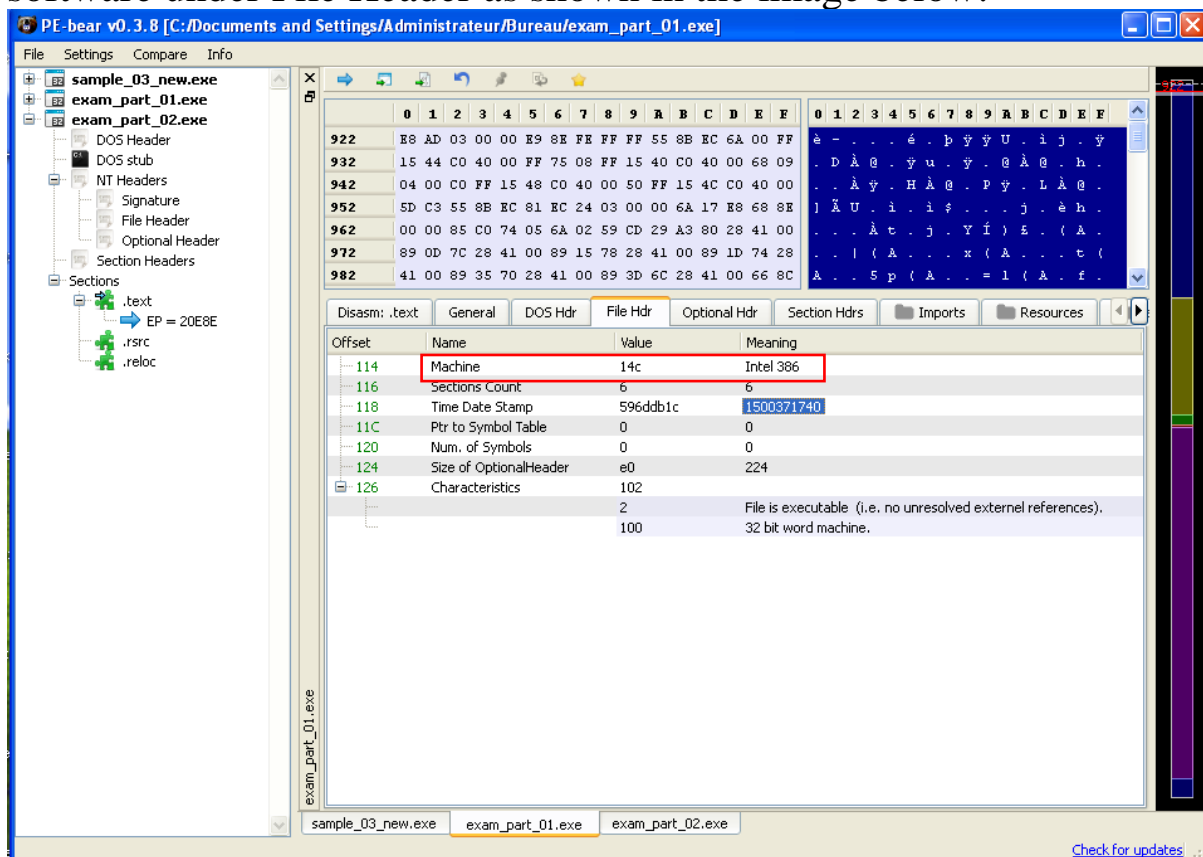 software under File Header as shown in the image below:
PE-bear v0.3.8 [C:/Documents and Settings/Administrateur/Bureau/exam_part_01.exe]
File Settings Compare Info
sample_03_new.exe
exam_part_01.exe
exam_part_02.exe
DOS Header
DOS stub
NT Headers
Signature
File Header
Optional Header
Section Headers
Sections
.text
EP = 20E8E
.rsrc
.reloc
exam_part_01.exe
922
0 1 2 3 4 5 6 7 8 9 A B C D E F 0 1 2 3 4 5 6 7 8 9 A B C D E F
922 E8 AD 03 00 00 E9 8E FE FF FF 55 8B EC 6A 00 FF è - . . . é . þ ÿ ÿ U . ì j . ÿ
932 15 44 C0 40 00 FF 75 08 FF 15 40 C0 40 00 68 09 . D À @ . ÿ u . ÿ . @ À @ . h .
942 04 00 C0 FF 15 48 C0 40 00 50 FF 15 4C C0 40 00 . . À ÿ . H À @ . P ÿ . L À @ .
952 5D C3 55 8B EC 81 EC 24 03 00 00 6A 17 E8 68 8E ] Ã U . ì . ì $ . . . j . è h .
962 00 00 85 C0 74 05 6A 02 59 CD 29 A3 80 28 41 00 . . . À t . j . Y Í ) £ . ( A .
972 89 0D 7C 28 41 00 89 15 78 28 41 00 89 1D 74 28 . . | ( A . . . x ( A . . . t (
982 41 00 89 35 70 28 41 00 89 3D 6C 28 41 00 66 8C A . . 5 p ( A . . = l ( A . f .
Disasm: .text General DOS Hdr File Hdr Optional Hdr Section Hdrs Imports Resources
Offset Name Value Meaning
114 Machine 14c Intel 386
116 Sections Count 6 6
118 Time Date Stamp 596ddb1c 1500371740
11C Ptr to Symbol Table 0 0
120 Num. of Symbols 0 0
124 Size of OptionalHeader e0 224
126 Characteristics 102
2 File is executable (i.e. no unresolved externel references).
100 32 bit word machine.
sample_03_new.exe exam_part_01.exe exam_part_02.exe
Check for updates